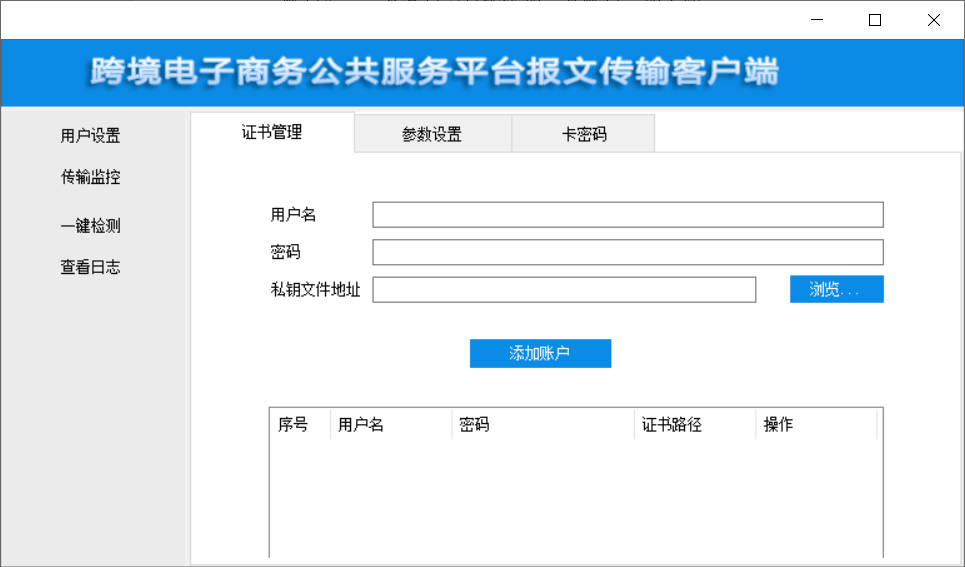 跨境电子商务公共服务平台报文传输客户端
用户设置
传输监控
一键检测
查看日志
证书管理 参数设置 卡密码
用户名
密码
私钥文件地址 浏览...
添加账户
序号 用户名 密码 证书路径 操作